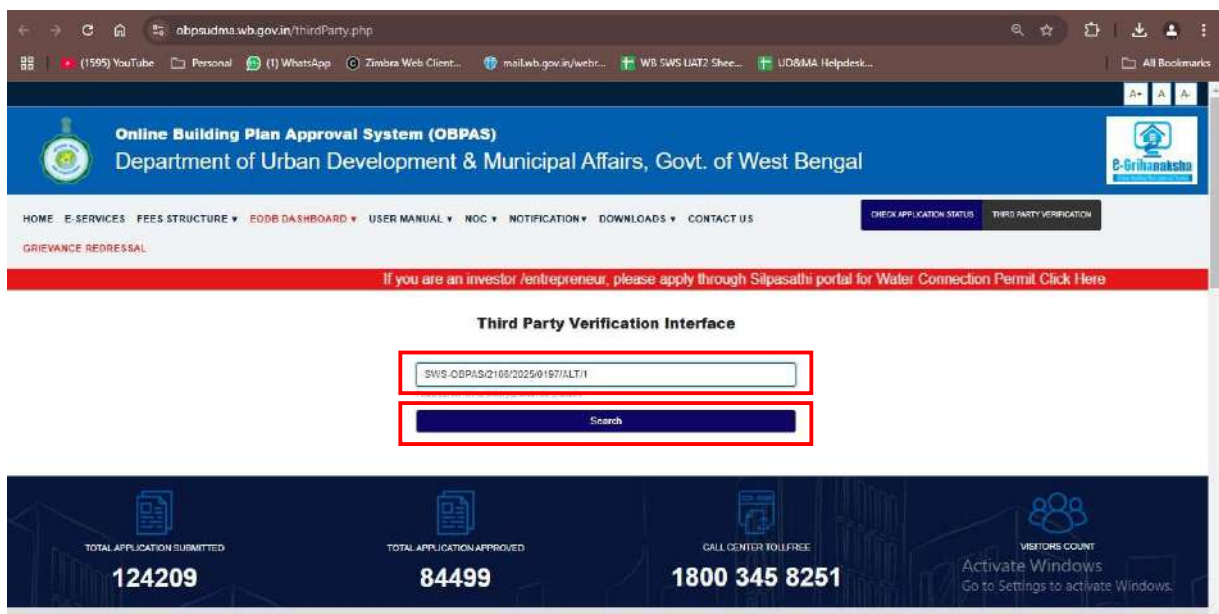 obpsudma.wb.gov.in/thirdParty.php
(1595) YouTube Personal (1) WhatsApp Zimbra Web Client... mail.wb.gov.in/webr... WB SWS UAT2 Shee... UD&MA Helpdesk... All Bookmarks
A+ A A-
Online Building Plan Approval System (OBPAS)
Department of Urban Development & Municipal Affairs, Govt. of West Bengal
e-Grihanaksha
HOME E-SERVICES FEES STRUCTURE ▾ EODB DASHBOARD ▾ USER MANUAL ▾ NOC ▾ NOTIFICATION ▾ DOWNLOADS ▾ CONTACT US
CHECK APPLICATION STATUS THIRD PARTY VERIFICATION
GRIEVANCE REDRESSAL
If you are an investor /entrepreneur, please apply through Silpasathi portal for Water Connection Permit Click Here
Third Party Verification Interface
SWS-OBPAS/2108/2025/0197/ALT/1
Search
TOTAL APPLICATION SUBMITTED
124209
TOTAL APPLICATION APPROVED
84499
CALL CENTER TOLLFREE
1800 345 8251
VISITORS COUNT
Activate Windows
Go to Settings to activate Windows.